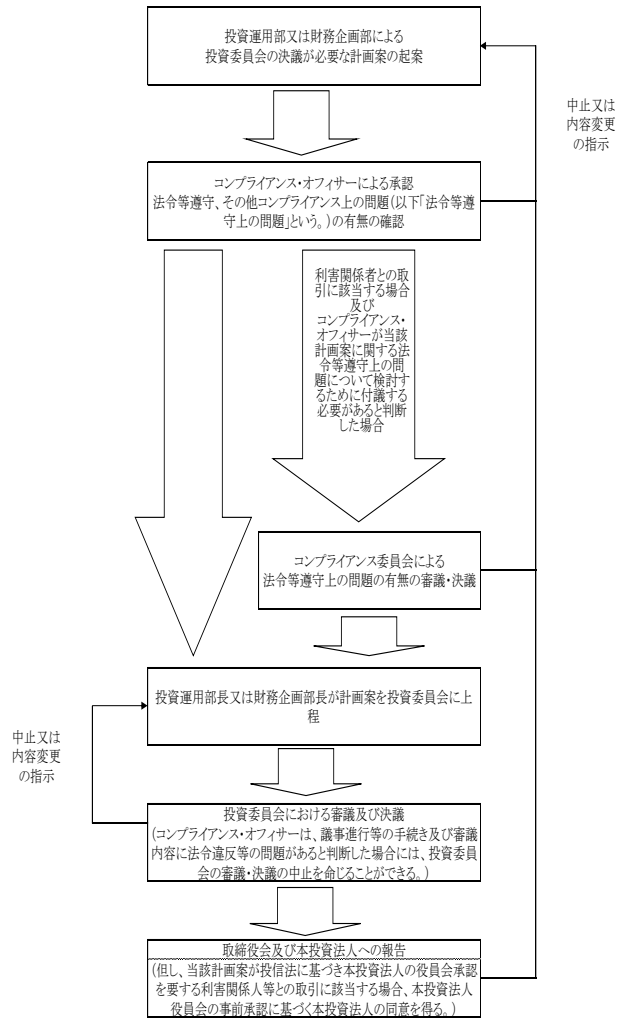 投資運用部又は財務企画部による
投資委員会の決議が必要な計画案の起案
中止又は
内容変更
の指示
コンプライアンス・オフィサーによる承認
法令等遵守、その他コンプライアンス上の問題(以下「法令等遵
守上の問題」という。)の有無の確認
利害関係者との取
引に該当する場合
及び
コンプライアンス・
オフィサーが当該
計画案に関する法
令等遵守上の問
題について検討す
るために付議する
必要があると判断
した場合
コンプライアンス委員会による
法令等遵守上の問題の有無の審議・決議
投資運用部長又は財務企画部長が計画案を投資委員会に上
程
中止又は
内容変更
の指示
投資委員会における審議及び決議
(コンプライアンス・オフィサーは、議事進行等の手続き及び審議
内容に法令違反等の問題があると判断した場合には、投資委員
会の審議・決議の中止を命じることができる。)
取締役会及び本投資法人への報告
(但し、当該計画案が投信法に基づき本投資法人の役員会承認
を要する利害関係人等との取引に該当する場合、本投資法人
役員会の事前承認に基づく本投資法人の同意を得る。)